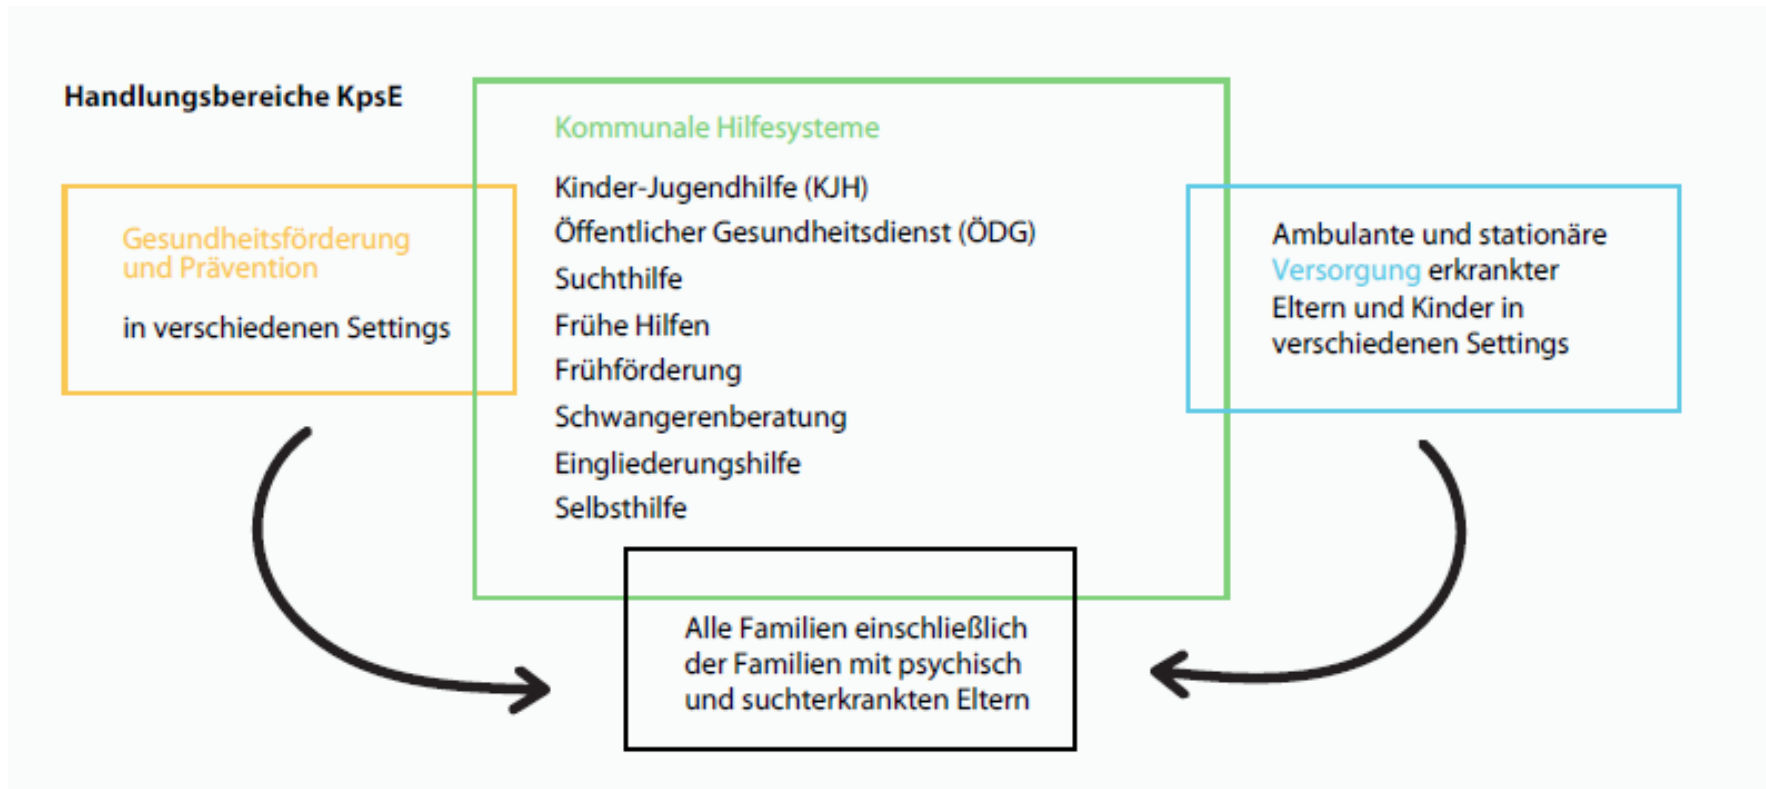 Handlungsbereiche KpsE
Gesundheitsförderung
und Prävention
in verschiedenen Settings
Kommunale Hilfesysteme
Kinder-Jugendhilfe (KJH)
Öffentlicher Gesundheitsdienst (ÖDG)
Suchthilfe
Frühe Hilfen
Frühförderung
Schwangerenberatung
Eingliederungshilfe
Selbsthilfe
Ambulante und stationäre
Versorgung erkrankter
Eltern und Kinder in
verschiedenen Settings
Alle Familien einschließlich
der Familien mit psychisch
und suchterkrankten Eltern